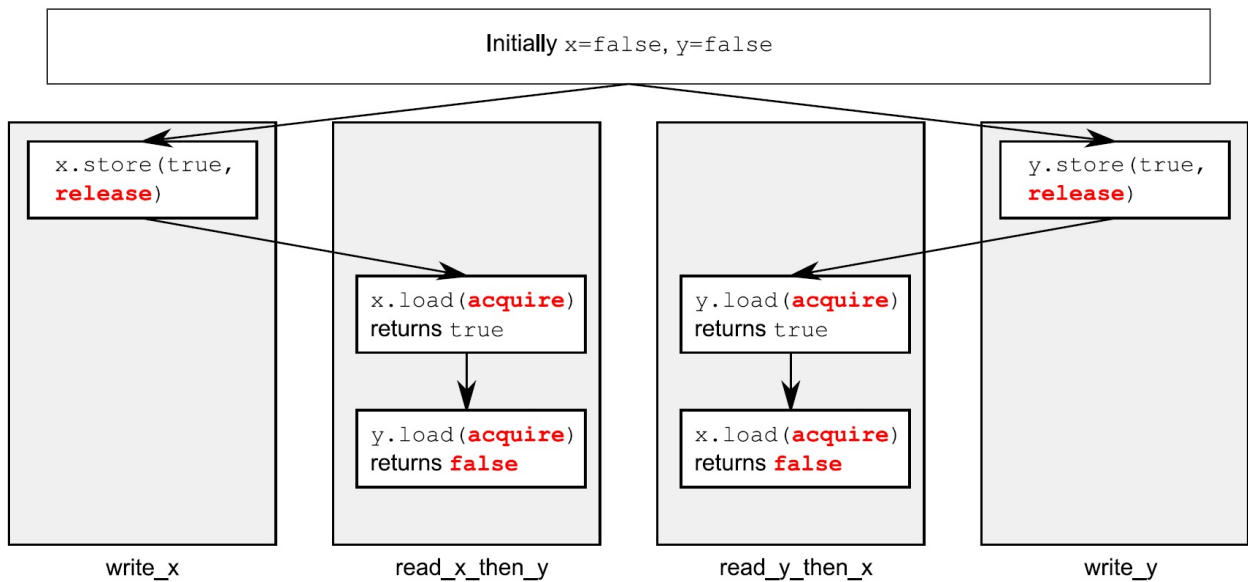 Initially x=false, y=false
x.store(true,
release)
y.store(true,
release)
x.load(acquire)
returns true
y.load(acquire)
returns true
y.load(acquire)
returns false
x.load(acquire)
returns false
write_x
read_x_then_y
read_y_then_x
write_y